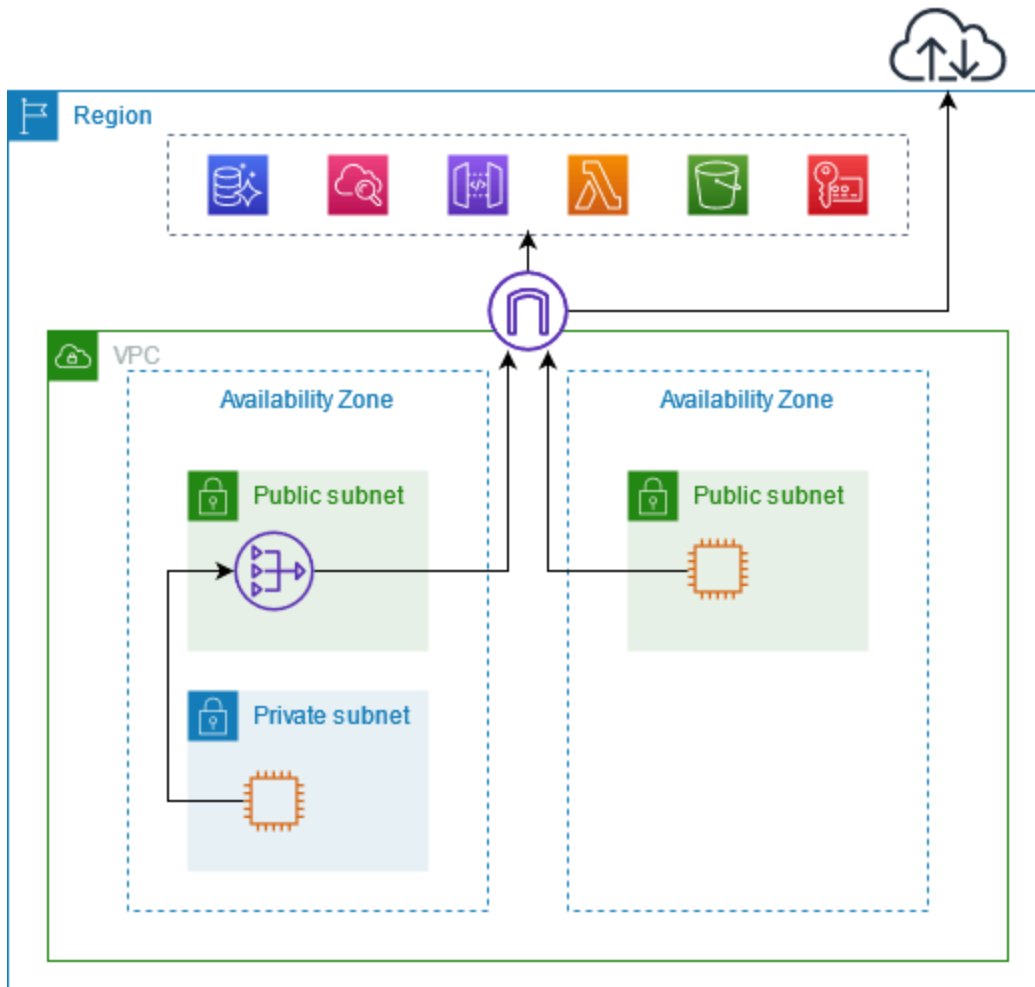 Region
VPC
Availability Zone
Availability Zone
Public subnet
Public subnet
Private subnet